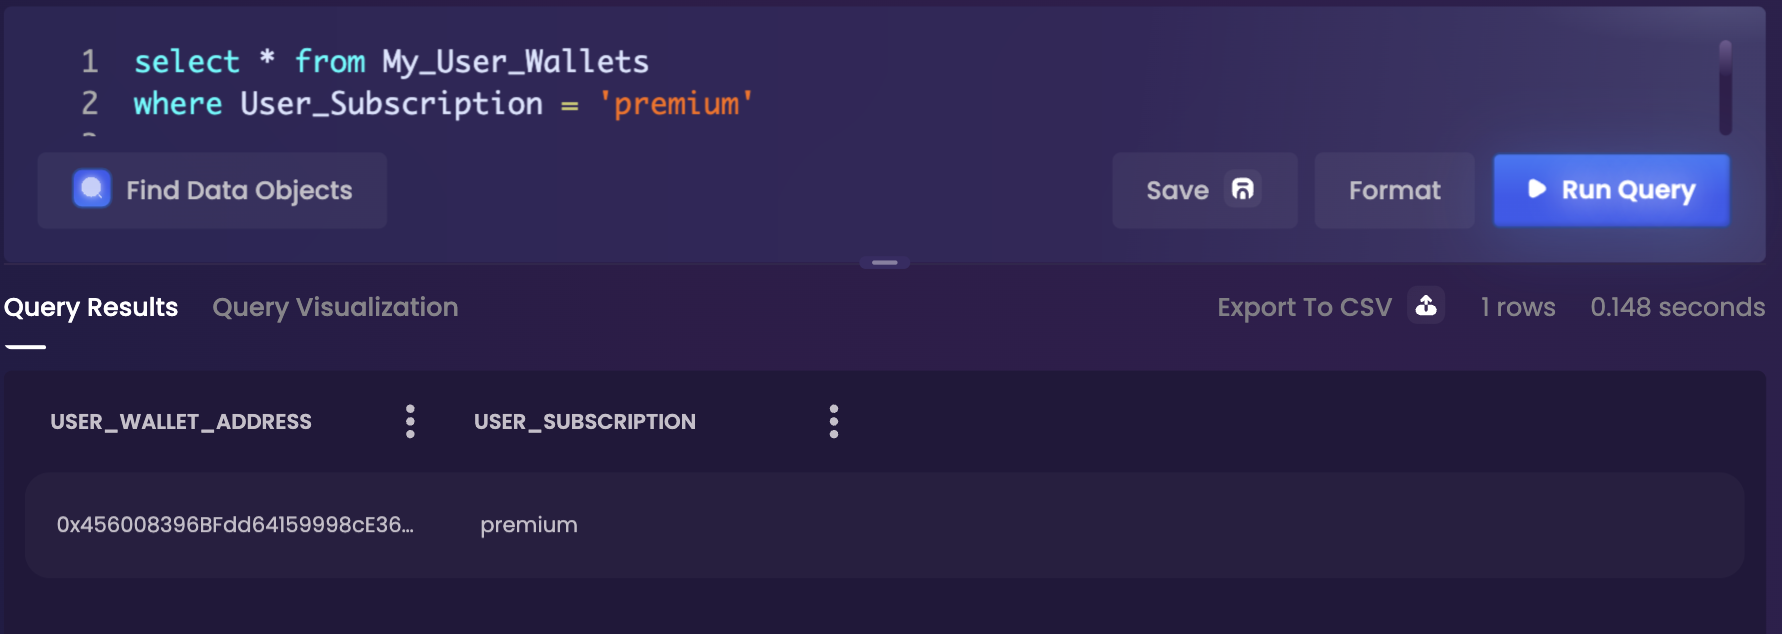 1 select * from My_User_Wallets
2 where User_Subscription = 'premium'
Find Data Objects
Save
Format
Run Query
Query Results
Query Visualization
Export To CSV
1 rows
0.148 seconds
USER_WALLET_ADDRESS
USER_SUBSCRIPTION
0x456008396BFdd64159998cE36...
premium